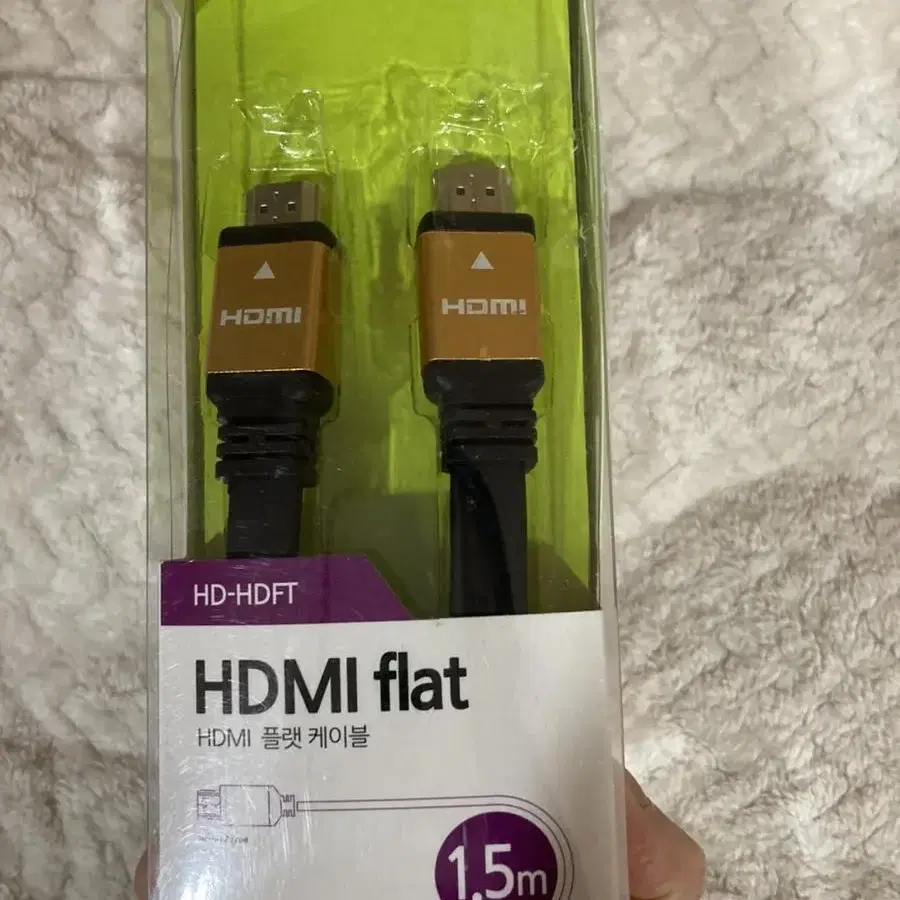 HDMI HDMI
HD-HDFT
HDMI flat
HDMI 플랫 케이블
1.5m